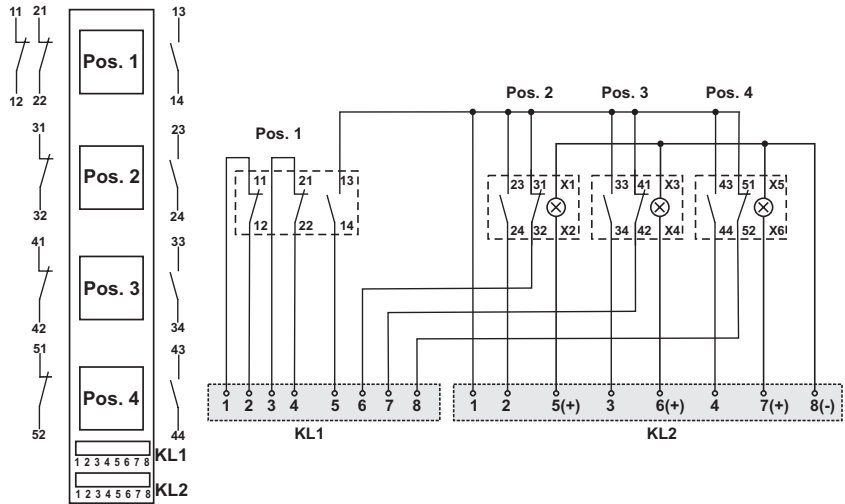 11 21 13
Pos. 1
12 22 14
31 23
Pos. 2
32 24
41 33
Pos. 3
42 34
51 43
Pos. 4
52 44
1 2 3 4 5 6 7 8 KL1
1 2 3 4 5 6 7 8 KL2
Pos. 2 Pos. 3 Pos. 4
Pos. 1
11 21 13 23 31 X1 33 41 X3 43 51 X5
12 22 14 24 32 X2 34 42 X4 44 52 X6
1 2 3 4 5 6 7 8 1 2 5(+) 3 6(+) 4 7(+) 8(-)
KL1 KL2